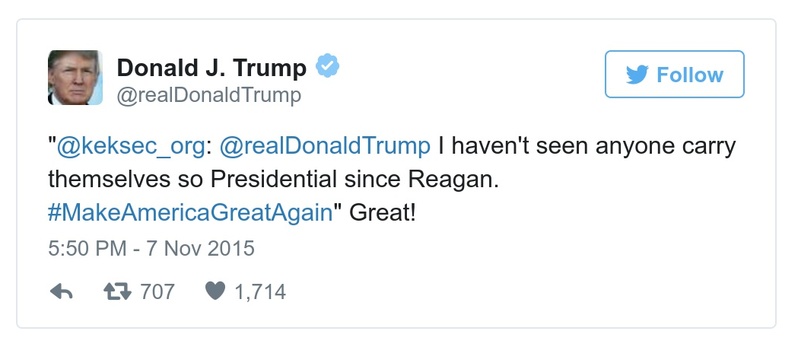 Donald J. Trump
@realDonaldTrump
Follow
"@keksec_org: @realDonaldTrump I haven't seen anyone carry
themselves so Presidential since Reagan.
#MakeAmericaGreatAgain" Great!
5:50 PM - 7 Nov 2015
707 1,714